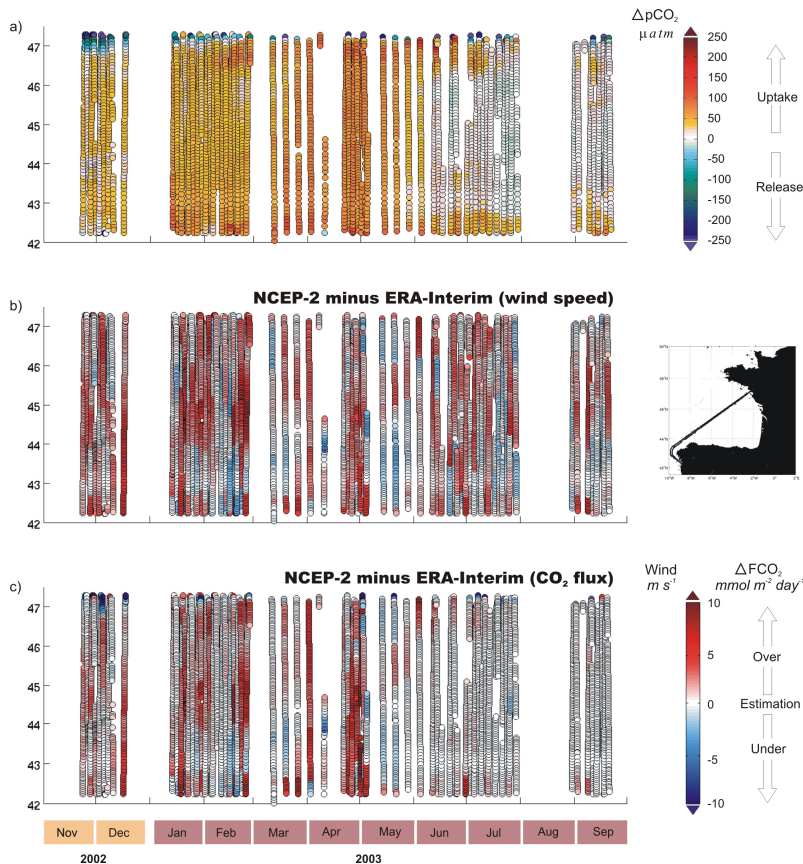 a)
47
46
45
44
43
42
△pCO₂
μ atm
250
200
150
100
50
0
-50
-100
-150
-200
-250
Uptake
Release
NCEP-2 minus ERA-Interim (wind speed)
b)
47
46
45
44
43
42
NCEP-2 minus ERA-Interim (CO₂ flux)
c)
47
46
45
44
43
42
Wind
m s⁻¹
△FCO₂
mmol m⁻² day⁻¹
10
5
0
-5
-10
Over
Estimation
Under
Nov Dec Jan Feb Mar Apr May Jun Jul Aug Sep
2002 2003